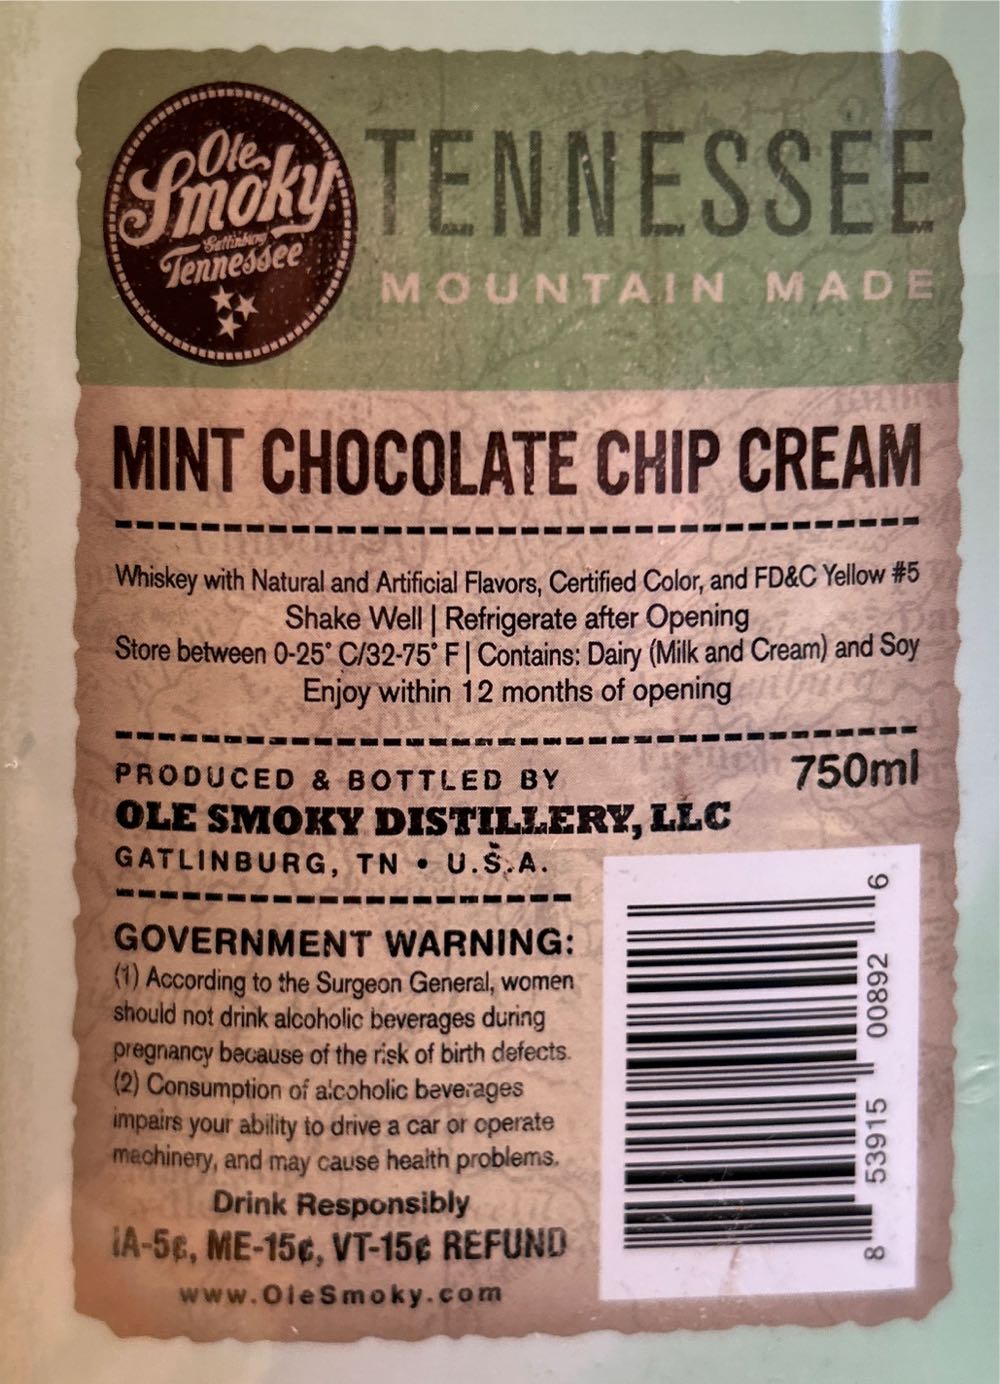 Ole
Smoky
Gatlinburg
Tennessee
TENNESSEE
MOUNTAIN MADE
MINT CHOCOLATE CHIP CREAM
Whiskey with Natural and Artificial Flavors, Certified Color, and FD&C Yellow #5
Shake Well | Refrigerate after Opening
Store between 0-25° C/32-75° F | Contains: Dairy (Milk and Cream) and Soy
Enjoy within 12 months of opening
PRODUCED & BOTTLED BY
750ml
OLE SMOKY DISTILLERY, LLC
GATLINBURG, TN • U.S.A.
GOVERNMENT WARNING:
(1) According to the Surgeon General, women
should not drink alcoholic beverages during
pregnancy because of the risk of birth defects.
(2) Consumption of alcoholic beverages
impairs your ability to drive a car or operate
machinery, and may cause health problems.
Drink Responsibly
IA-5¢, ME-15¢, VT-15¢ REFUND
www.OleSmoky.com
8 53915 00892 6